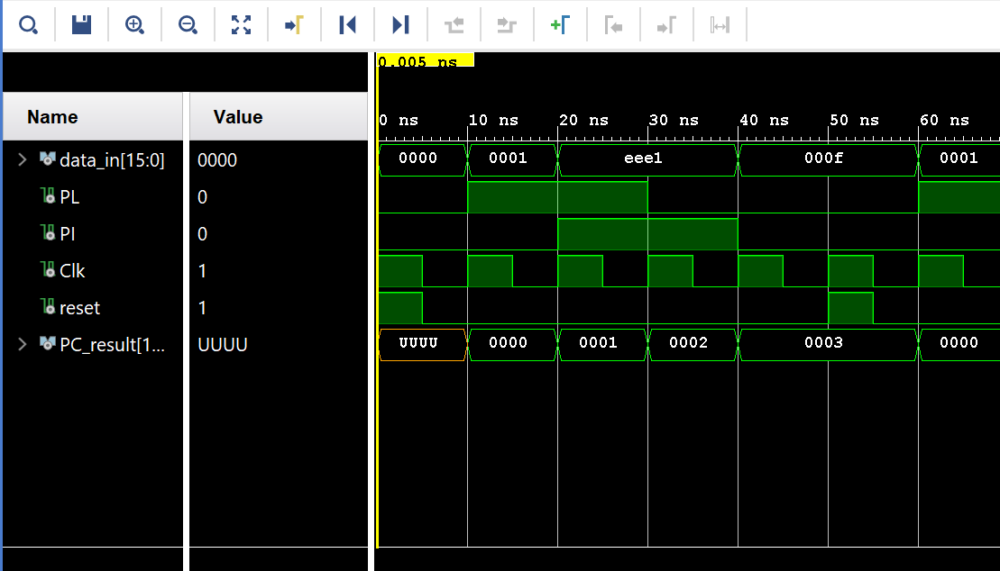 0.005 ns
Name Value
0 ns 10 ns 20 ns 30 ns 40 ns 50 ns 60 ns
data_in[15:0] 0000 0000 0001 eee1 000f 0001
PL 0
PI 0
Clk 1
reset 1
PC_result[1... UUUU UUUU 0000 0001 0002 0003 0000